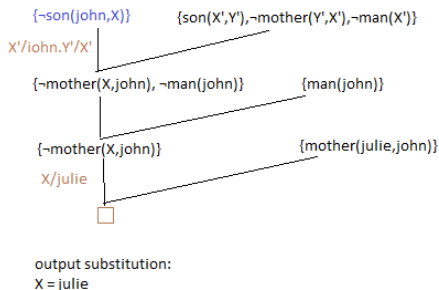 {¬son(john,X)} {son(X',Y'),¬mother(Y',X'),¬man(X')}
X'/john.Y'/X'
{¬mother(X,john), ¬man(john)} {man(john)}
{¬mother(X,john)} {mother(julie,john)}
X/julie
output substitution:
X = julie